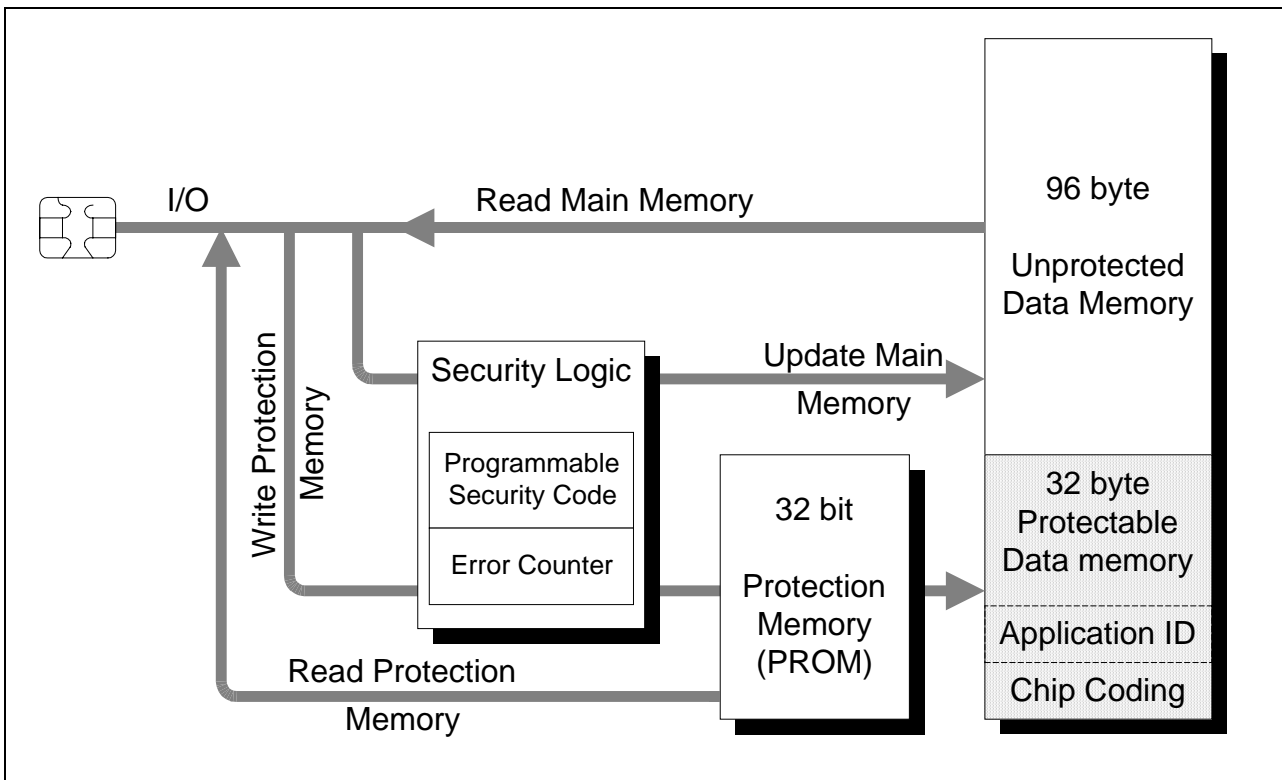 I/O
Read Main Memory
96 byte
Unprotected
Data Memory
Write Protection
Memory
Security Logic
Programmable
Security Code
Error Counter
Update Main
Memory
32 bit
Protection
Memory
(PROM)
32 byte
Protectable
Data memory
Application ID
Chip Coding
Read Protection
Memory